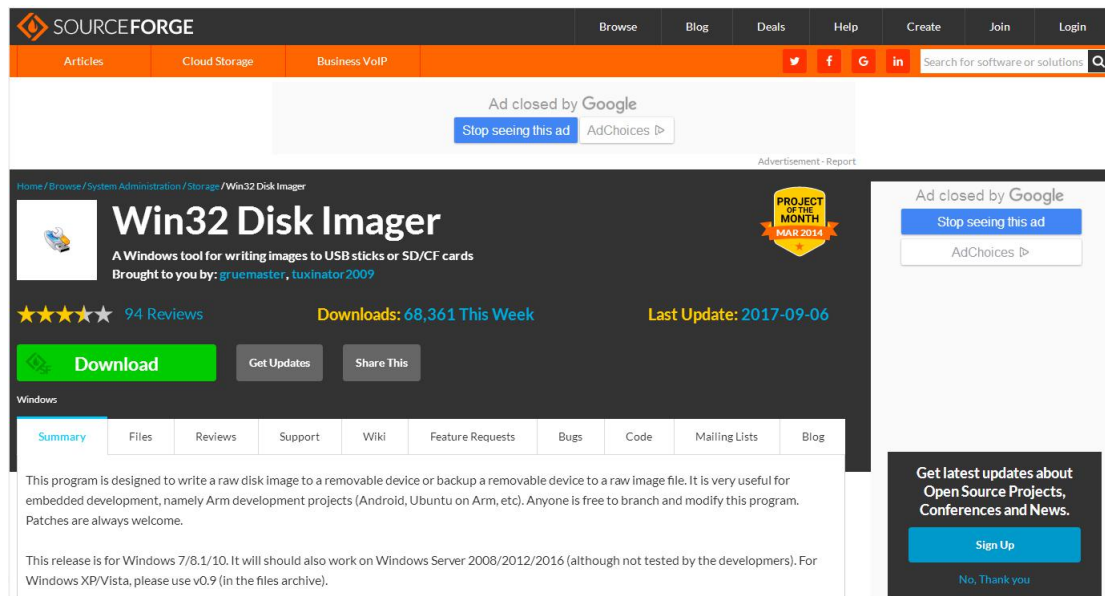 SOURCEFORGE
Browse Blog Deals Help Create Join Login
Articles Cloud Storage Business VoIP
Search for software or solutions
Ad closed by Google
Stop seeing this ad AdChoices
Advertisement - Report
Home / Browse / System Administration / Storage / Win32 Disk Imager
Win32 Disk Imager
A Windows tool for writing images to USB sticks or SD/CF cards
Brought to you by: gruemaster, tuxinator2009
PROJECT
OF THE
MONTH
MAR 2014
94 Reviews Downloads: 68,361 This Week Last Update: 2017-09-06
Download Get Updates Share This
Windows
Summary Files Reviews Support Wiki Feature Requests Bugs Code Mailing Lists Blog
This program is designed to write a raw disk image to a removable device or backup a removable device to a raw image file. It is very useful for
embedded development, namely Arm development projects (Android, Ubuntu on Arm, etc). Anyone is free to branch and modify this program.
Patches are always welcome.
This release is for Windows 7/8.1/10. It will should also work on Windows Server 2008/2012/2016 (although not tested by the developmers). For
Windows XP/Vista, please use v0.9 (in the files archive).
Ad closed by Google
Stop seeing this ad
AdChoices
Get latest updates about
Open Source Projects,
Conferences and News.
Sign Up
No, Thank you